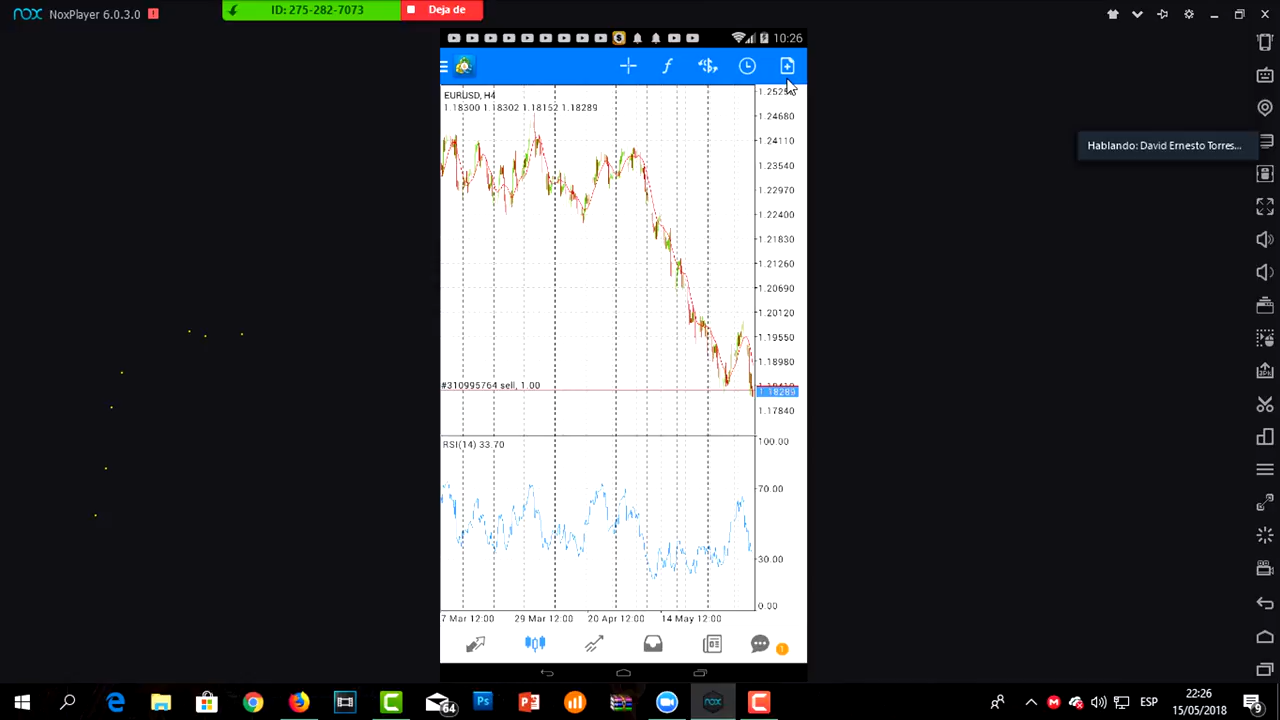 NOX NoxPlayer 6.0.3.0
ID: 275-282-7073
Deja de
10:26
EURUSD, H4
1.18300 1.18302 1.18152 1.18289
1.24680
1.24110
1.23540
1.22970
1.22400
1.21830
1.21260
1.20690
1.20120
1.19550
1.18980
#310995764 sell, 1.00
1.18289
1.17840
RSI(14) 33.70
100.00
70.00
30.00
0.00
7 Mar 12:00
29 Mar 12:00
20 Apr 12:00
14 May 12:00
1
Hablando: David Ernesto Torres...
64
nox
ESP
22:26
15/05/2018
9